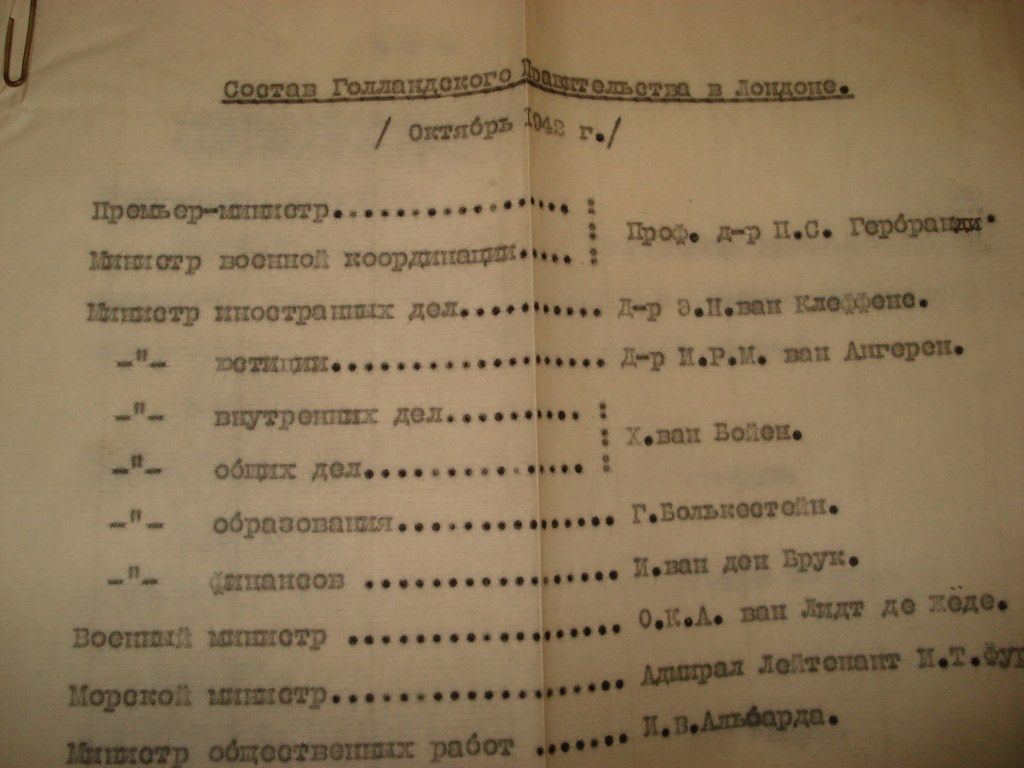 Состав Голландского Правительства в Лондоне.
/ Октябрь 1942 г./
Премьер-министр.................. :
: Проф. д-р П.С. Гербранди.
Министр военной координации..... :
Министр иностранных дел.......... Д-р Э.Н.ван Клеффенс.
-"- юстиции.................... Д-р И.Р.М. ван Ангерен.
-"- внутренних дел.......... :
: Х.ван Бойен.
-"- общих дел................ :
-"- образования................ Г.Болькестейн.
-"- финансов .................. И.ван ден Брук.
Военный министр ................... О.К.А. ван Лидт де Жёде.
Морской министр..................... Адмирал Лейтенант И.Т.Фур
Министр общественных работ ....... И.В.Альбарда.